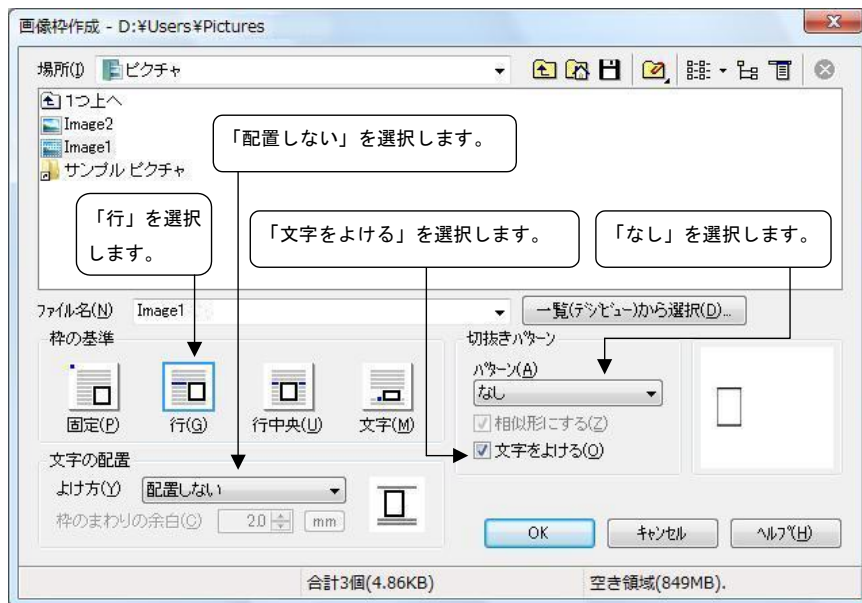 画像枠作成 - D:¥Users¥Pictures
場所(I) ピクチャ
1つ上へ
Image2
Image1
サンプル ピクチャ
「配置しない」を選択します。
「行」を選択
します。
「文字をよける」を選択します。
「なし」を選択します。
ファイル名(N) Image1
一覧(デジビュー)から選択(D)...
枠の基準
固定(P) 行(G) 行中央(U) 文字(M)
切抜きパターン
パターン(A)
なし
相似形にする(Z)
文字をよける(O)
文字の配置
よけ方(Y) 配置しない
枠のまわりの余白(C) 2.0 mm
OK キャンセル ヘルプ(H)
合計3個(4.86KB) 空き領域(849MB).